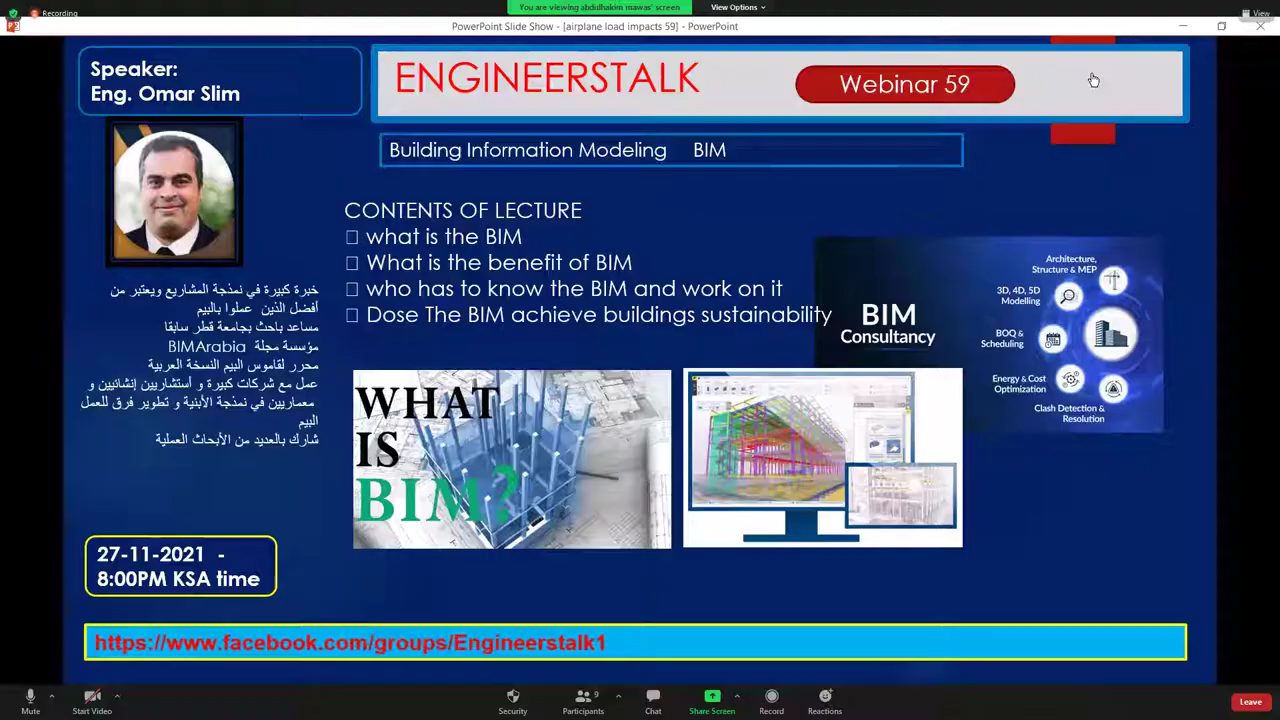 Recording
You are viewing abdulhakim mawas' screen
View Options
View
PowerPoint Slide Show - [airplane load impacts 59] - PowerPoint
Speaker:
Eng. Omar Slim
ENGINEERSTALK
Webinar 59
Building Information Modeling BIM
CONTENTS OF LECTURE
what is the BIM
What is the benefit of BIM
who has to know the BIM and work on it
Dose The BIM achieve buildings sustainability
خبرة كبيرة في نمذجة المشاريع ويعتبر من
أفضل الذين عملوا بالبيم
مساعد باحث بجامعة قطر سابقا
مؤسسة مجلة BIMArabia
محرر لقاموس البيم النسخة العربية
عمل مع شركات كبيرة و أستشاريين إنشائيين و
معماريين في نمذجة الأبنية و تطوير فرق للعمل
البيم
شارك بالعديد من الأبحاث العملية
BIM
Consultancy
Architecture,
Structure & MEP
3D, 4D, 5D
Modelling
BOQ &
Scheduling
Energy & Cost
Optimization
Clash Detection &
Resolution
WHAT
IS
BIM?
27-11-2021 -
8:00PM KSA time
https://www.facebook.com/groups/Engineerstalk1
Mute
Start Video
Security
Participants 9
Chat
Share Screen
Record
Reactions
Leave